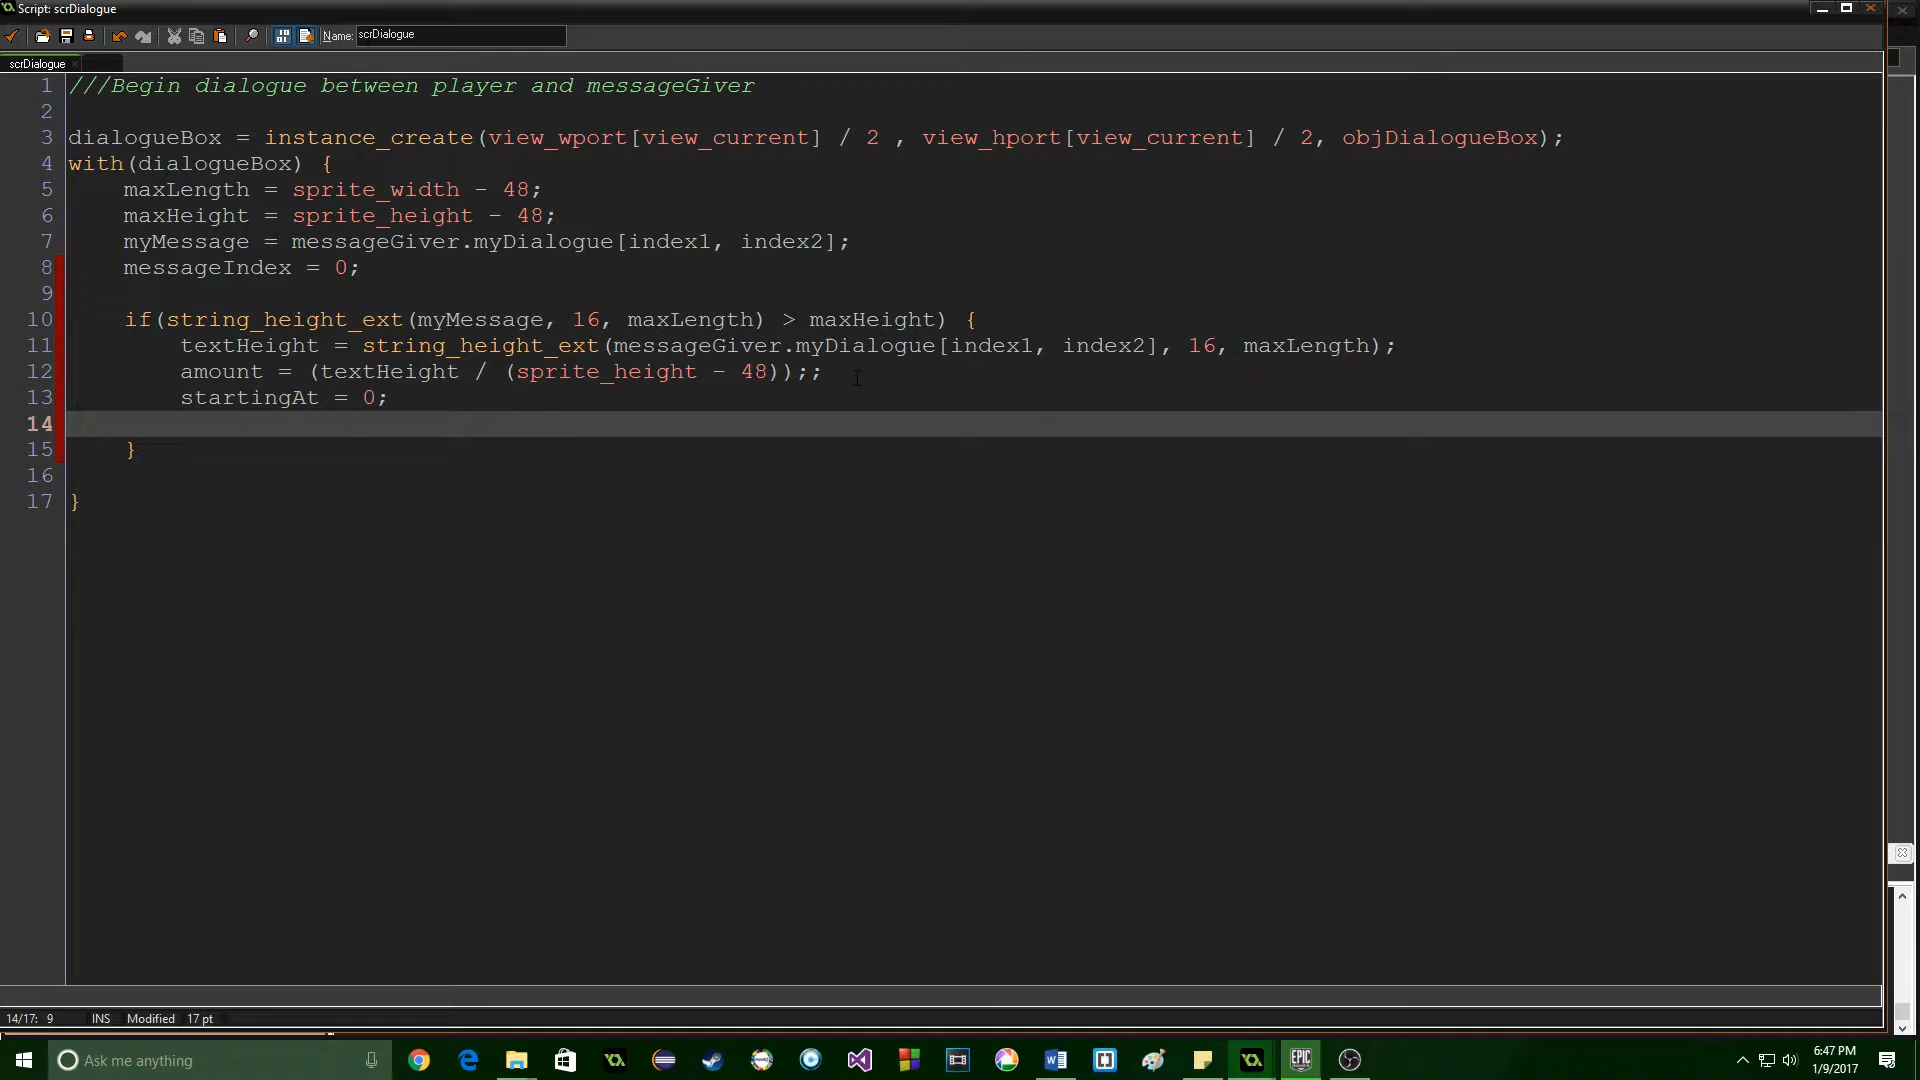 Script: scrDialogue
Name: scrDialogue
scrDialogue
1 ///Begin dialogue between player and messageGiver
2
3 dialogueBox = instance_create(view_wport[view_current] / 2 , view_hport[view_current] / 2, objDialogueBox);
4 with(dialogueBox) {
5 maxLength = sprite_width - 48;
6 maxHeight = sprite_height - 48;
7 myMessage = messageGiver.myDialogue[index1, index2];
8 messageIndex = 0;
9
10 if(string_height_ext(myMessage, 16, maxLength) > maxHeight) {
11 textHeight = string_height_ext(messageGiver.myDialogue[index1, index2], 16, maxLength);
12 amount = (textHeight / (sprite_height - 48));;
13 startingAt = 0;
14
15 }
16
17 }
14/17: 9 INS Modified 17 pt
Ask me anything
EPIC
6:47 PM
1/9/2017